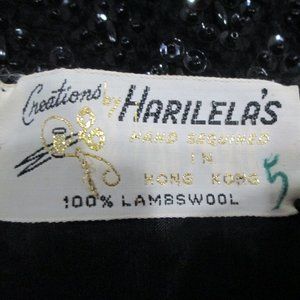 Creations by HARILELA'S
HAND SEQUINED
IN
HONG KONG
5
100% LAMBSWOOL